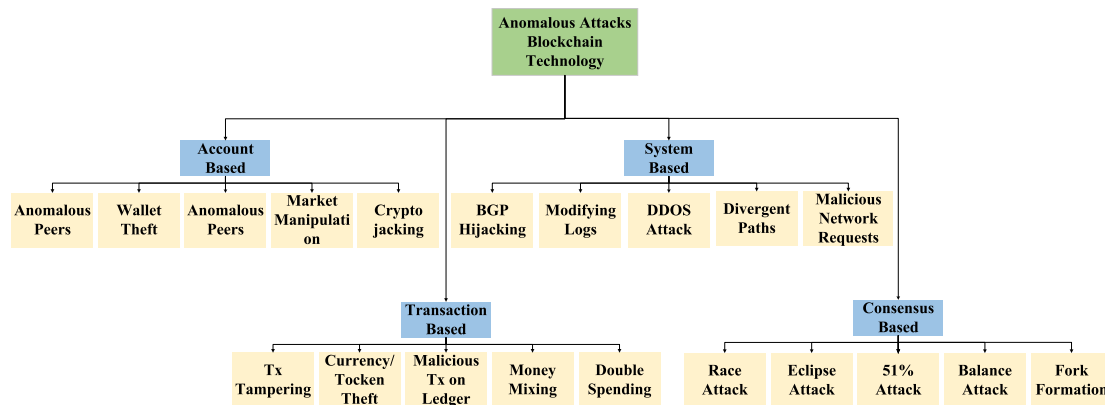 Anomalous Attacks
Blockchain
Technology
Account
Based
System
Based
Anomalous
Peers
Wallet
Theft
Anomalous
Peers
Market
Manipulati
on
Crypto
jacking
BGP
Hijacking
Modifying
Logs
DDOS
Attack
Divergent
Paths
Malicious
Network
Requests
Transaction
Based
Consensus
Based
Tx
Tampering
Currency/
Tocken
Theft
Malicious
Tx on
Ledger
Money
Mixing
Double
Spending
Race
Attack
Eclipse
Attack
51%
Attack
Balance
Attack
Fork
Formation